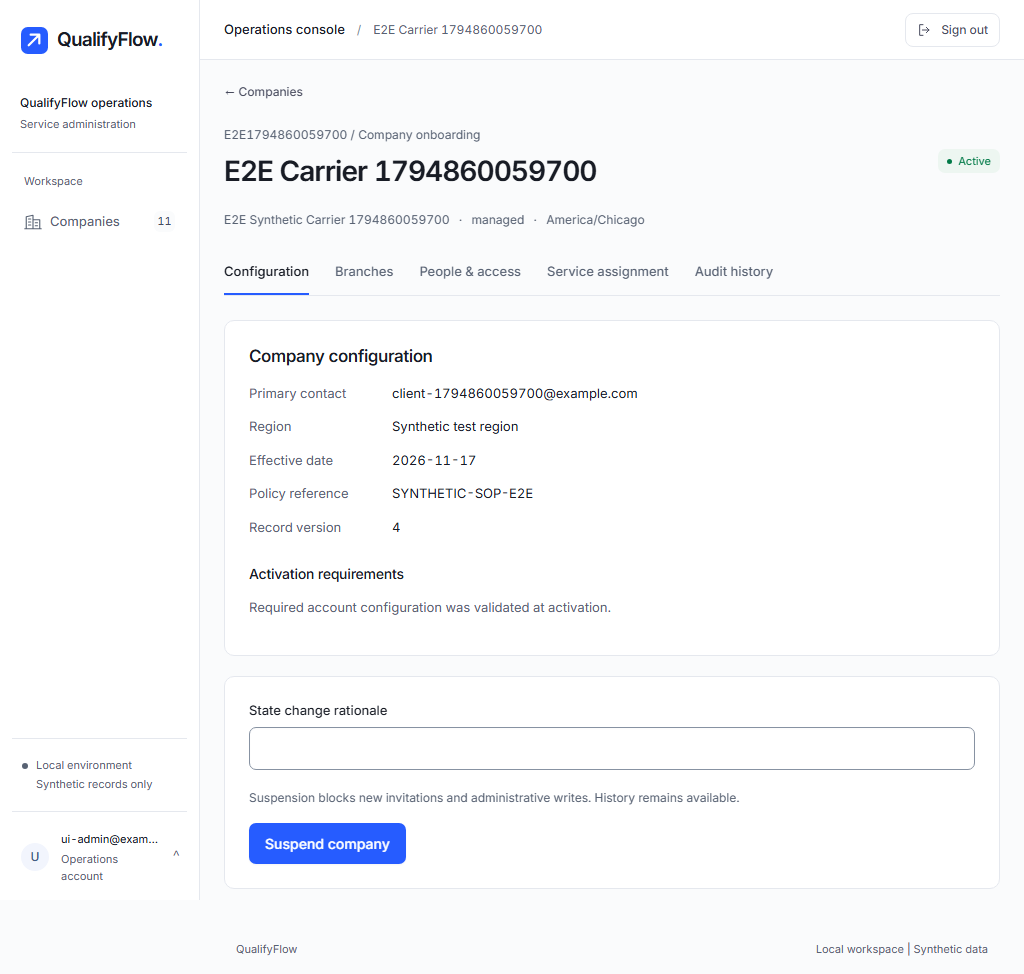 QualifyFlow.
QualifyFlow operations
Service administration
Workspace
Companies 11
Local environment
Synthetic records only
U
ui-admin@exam...
Operations
account
^
Operations console / E2E Carrier 1794860059700
Sign out
← Companies
E2E1794860059700 / Company onboarding
E2E Carrier 1794860059700
Active
E2E Synthetic Carrier 1794860059700 · managed · America/Chicago
Configuration Branches People & access Service assignment Audit history
Company configuration
Primary contact client-1794860059700@example.com
Region Synthetic test region
Effective date 2026-11-17
Policy reference SYNTHETIC-SOP-E2E
Record version 4
Activation requirements
Required account configuration was validated at activation.
State change rationale
Suspension blocks new invitations and administrative writes. History remains available.
Suspend company
QualifyFlow
Local workspace | Synthetic data